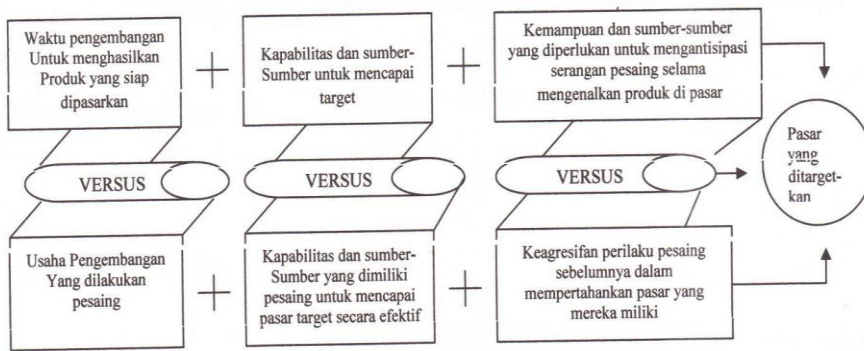 Waktu pengembangan
Untuk menghasilkan
Produk yang siap
dipasarkan
+
Kapabilitas dan sumber-
Sumber untuk mencapai
target
+
Kemampuan dan sumber-sumber
yang diperlukan untuk mengantisipasi
serangan pesaing selama
mengenalkan produk di pasar
VERSUS
VERSUS
VERSUS
Pasar
yang
ditarget-
kan
Usaha Pengembangan
Yang dilakukan
pesaing
+
Kapabilitas dan sumber-
Sumber yang dimiliki
pesaing untuk mencapai
pasar target secara efektif
+
Keagresifan perilaku pesaing
sebelumnya dalam
mempertahankan pasar yang
mereka miliki